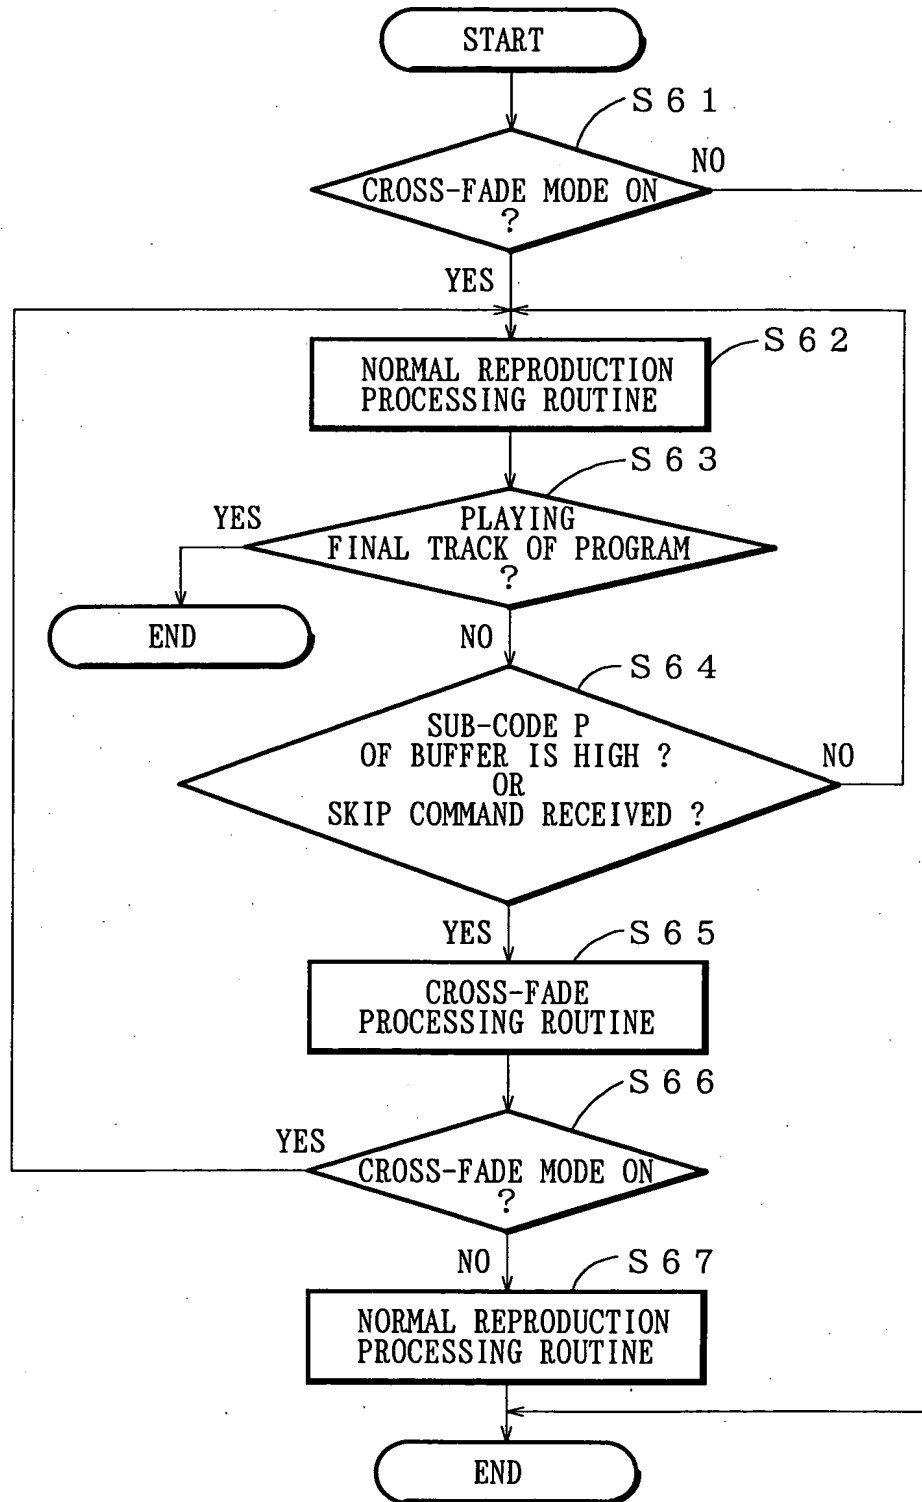 START
S61
CROSS-FADE MODE ON
?
NO
YES
S62
NORMAL REPRODUCTION
PROCESSING ROUTINE
S63
YES
PLAYING
FINAL TRACK OF PROGRAM
?
END
NO
S64
SUB-CODE P
OF BUFFER IS HIGH ?
OR
SKIP COMMAND RECEIVED ?
NO
YES
S65
CROSS-FADE
PROCESSING ROUTINE
S66
YES
CROSS-FADE MODE ON
?
NO
S67
NORMAL REPRODUCTION
PROCESSING ROUTINE
END